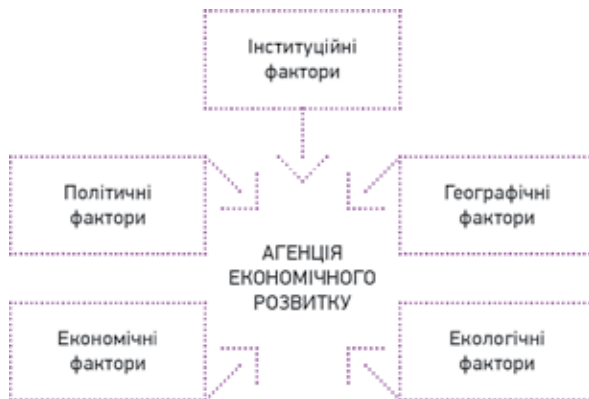 Інституційні
фактори
Політичні
фактори
Географічні
фактори
АГЕНЦІЯ
ЕКОНОМІЧНОГО
РОЗВИТКУ
Економічні
фактори
Екологічні
фактори